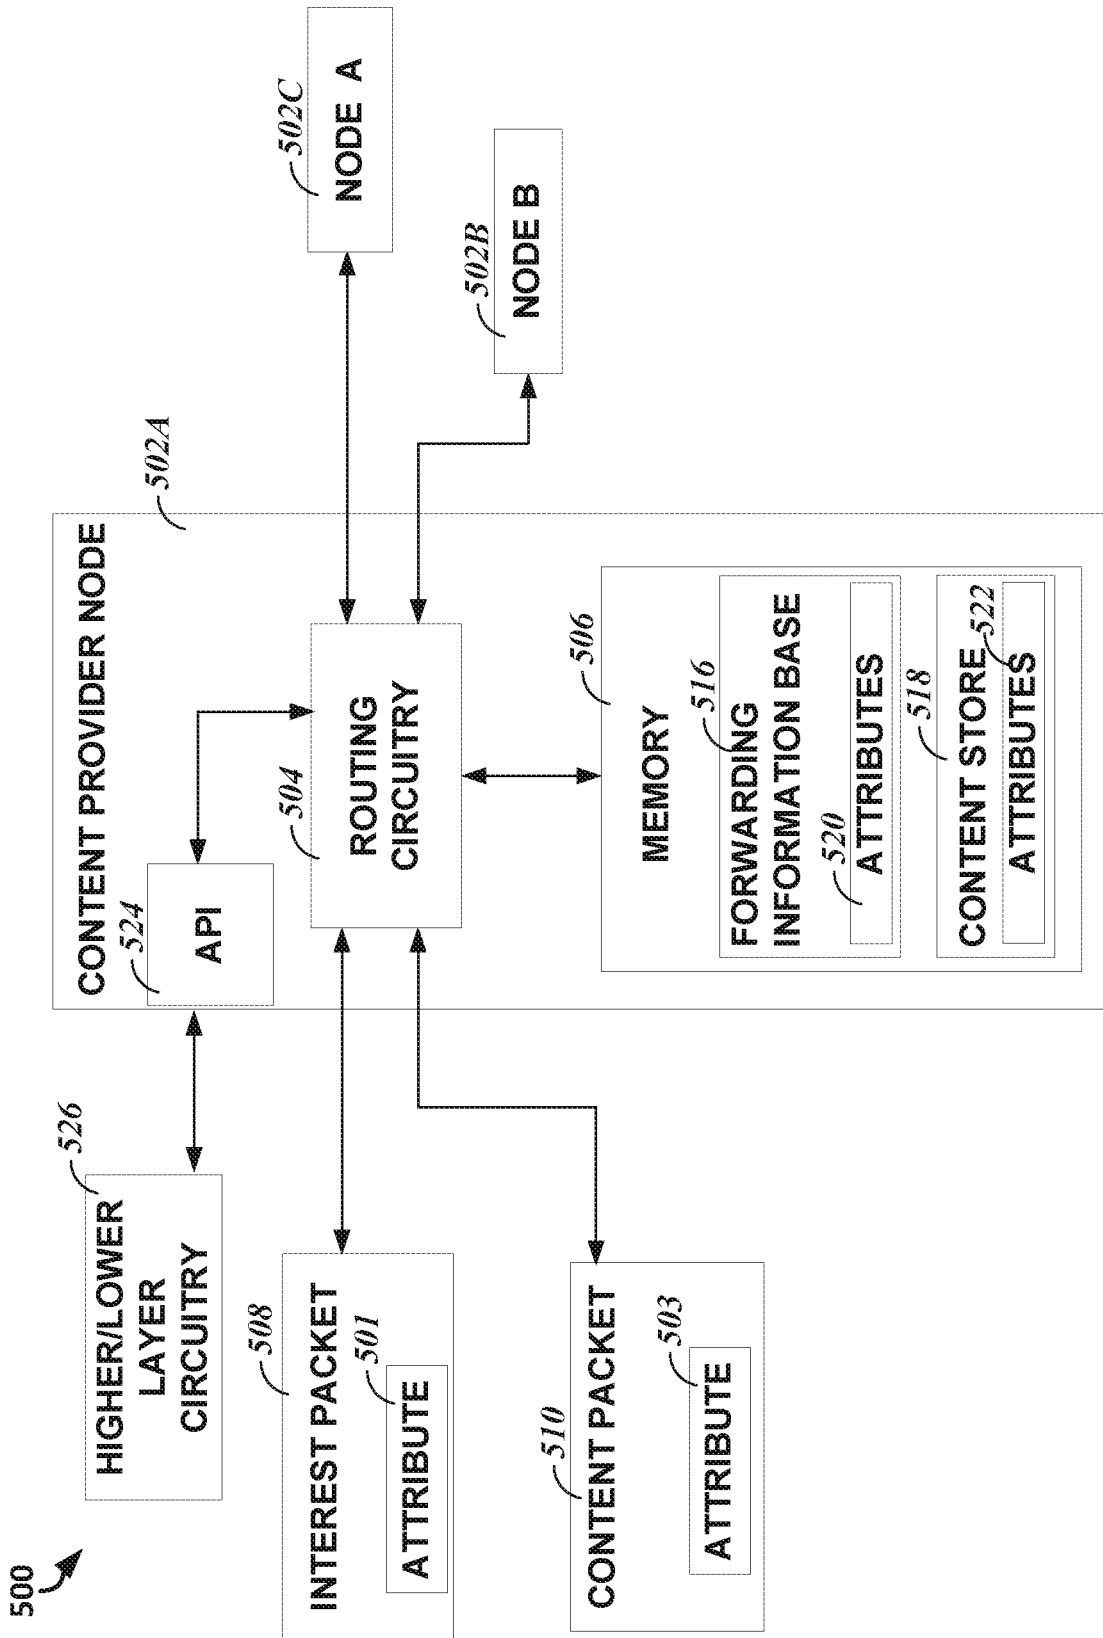 500
HIGHER/LOWER
LAYER
CIRCUITRY
526
INTEREST PACKET
508
ATTRIBUTE
501
CONTENT PACKET
510
ATTRIBUTE
503
CONTENT PROVIDER NODE
502A
API
524
ROUTING
CIRCUITRY
504
MEMORY
506
FORWARDING
INFORMATION BASE
516
ATTRIBUTES
520
CONTENT STORE
518
ATTRIBUTES
522
NODE A
502C
NODE B
502B